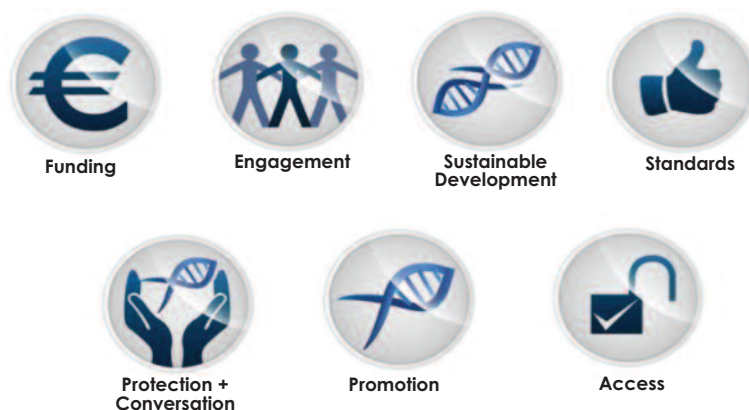 Funding
Engagement
Sustainable
Development
Standards
Protection +
Conversation
Promotion
Access